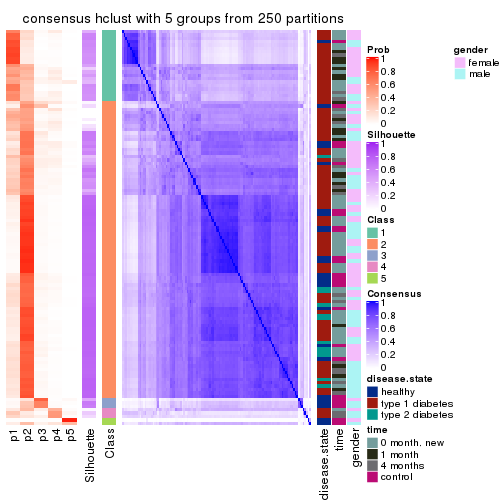 consensus hclust with 5 groups from 250 partitions
Prob
1
0.8
0.6
0.4
0.2
0
gender
female
male
Silhouette
1
0.8
0.6
0.4
0.2
0
Class
1
2
3
4
5
Consensus
1
0.8
0.6
0.4
0.2
0
disease.state
healthy
type 1 diabetes
type 2 diabetes
time
0 month. new
1 month
4 months
control
p1
p2
p3
p4
p5
Silhouette
Class
disease.state
time
gender